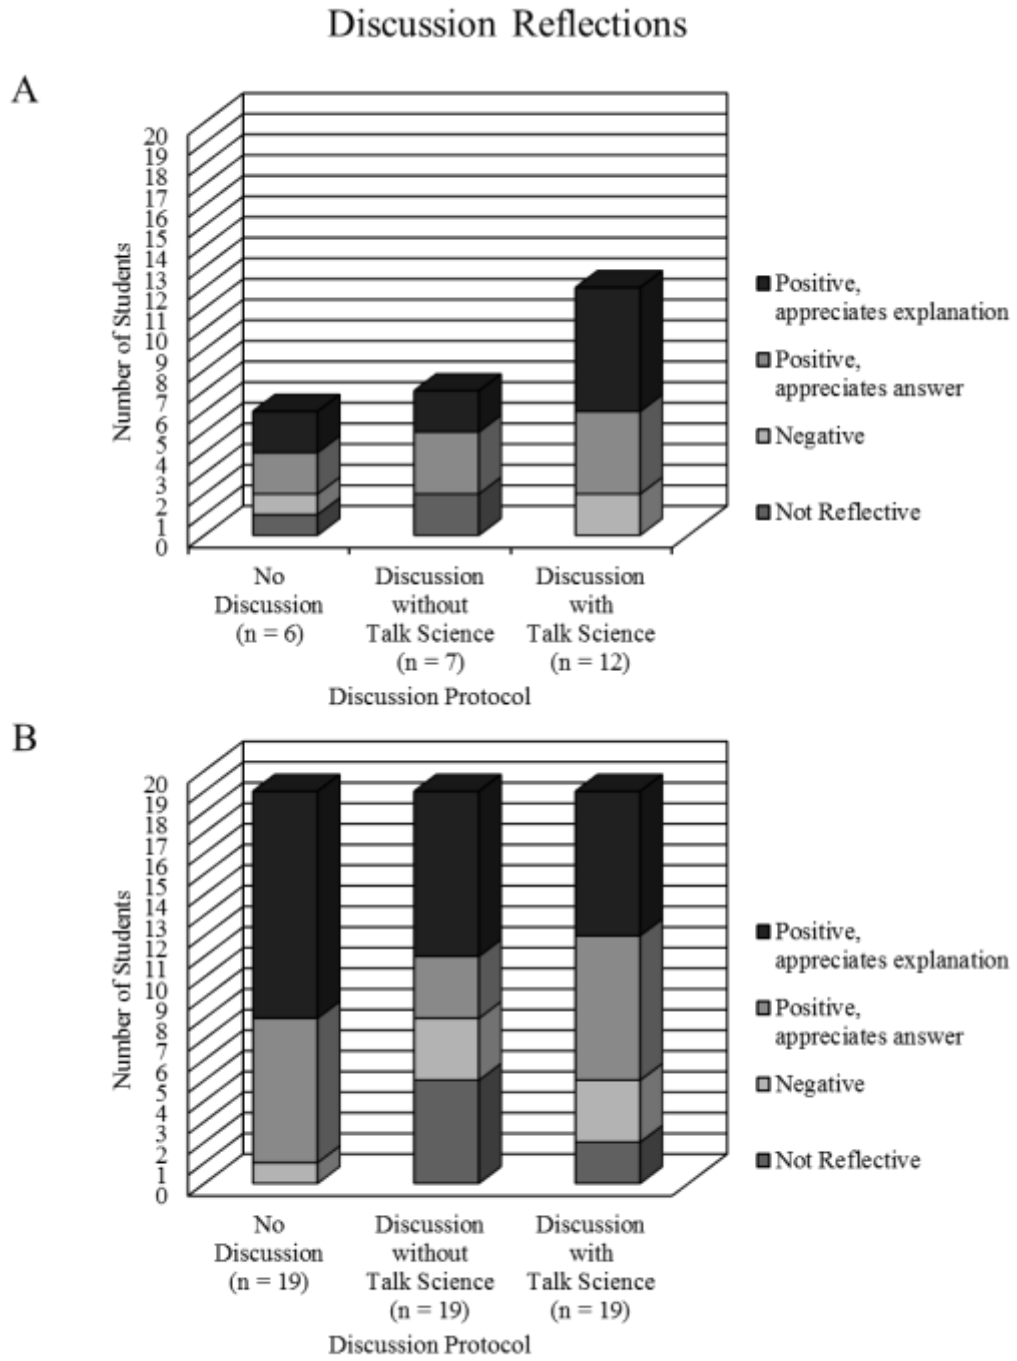 Discussion Reflections
A
20
19
18
17
16
15
14
13
12
11
10
9
8
7
6
5
4
3
2
1
0
Number of Students
No
Discussion
(n = 6)
Discussion
without
Talk Science
(n = 7)
Discussion
with
Talk Science
(n = 12)
Discussion Protocol
Positive,
appreciates explanation
Positive,
appreciates answer
Negative
Not Reflective
B
20
19
18
17
16
15
14
13
12
11
10
9
8
7
6
5
4
3
2
1
0
Number of Students
No
Discussion
(n = 19)
Discussion
without
Talk Science
(n = 19)
Discussion
with
Talk Science
(n = 19)
Discussion Protocol
Positive,
appreciates explanation
Positive,
appreciates answer
Negative
Not Reflective